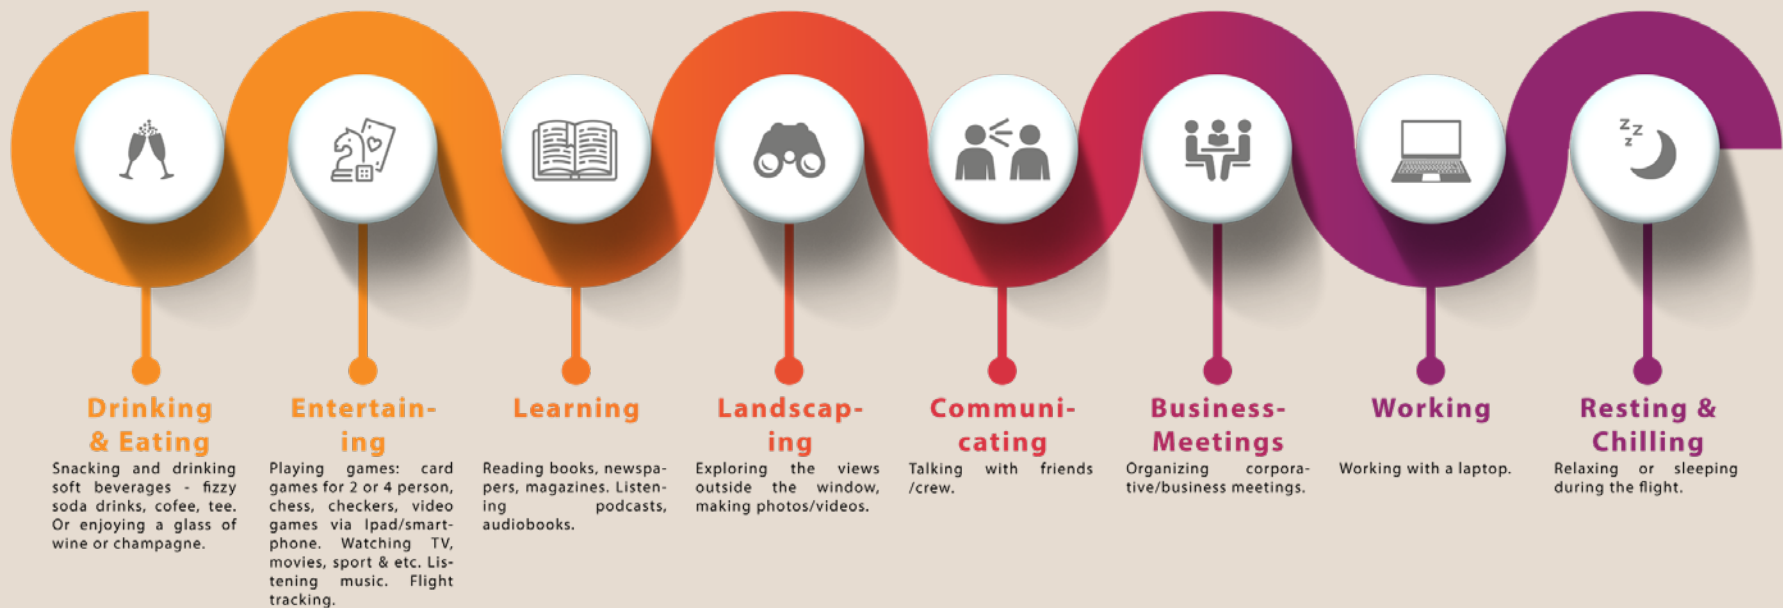 Drinking
& Eating
Snacking and drinking
soft beverages - fizzy
soda drinks, cofee, tee.
Or enjoying a glass of
wine or champagne.
Entertain-
ing
Playing games: card
games for 2 or 4 person,
chess, checkers, video
games via Ipad/smart-
phone. Watching TV,
movies, sport & etc. Lis-
tening music. Flight
tracking.
Learning
Reading books, newspa-
pers, magazines. Listen-
ing podcasts,
audiobooks.
Landscap-
ing
Exploring the views
outside the window,
making photos/videos.
Communi-
cating
Talking with friends
/crew.
Business-
Meetings
Organizing corpora-
tive/business meetings.
Working
Working with a laptop.
Resting &
Chilling
Relaxing or sleeping
during the flight.
z z z